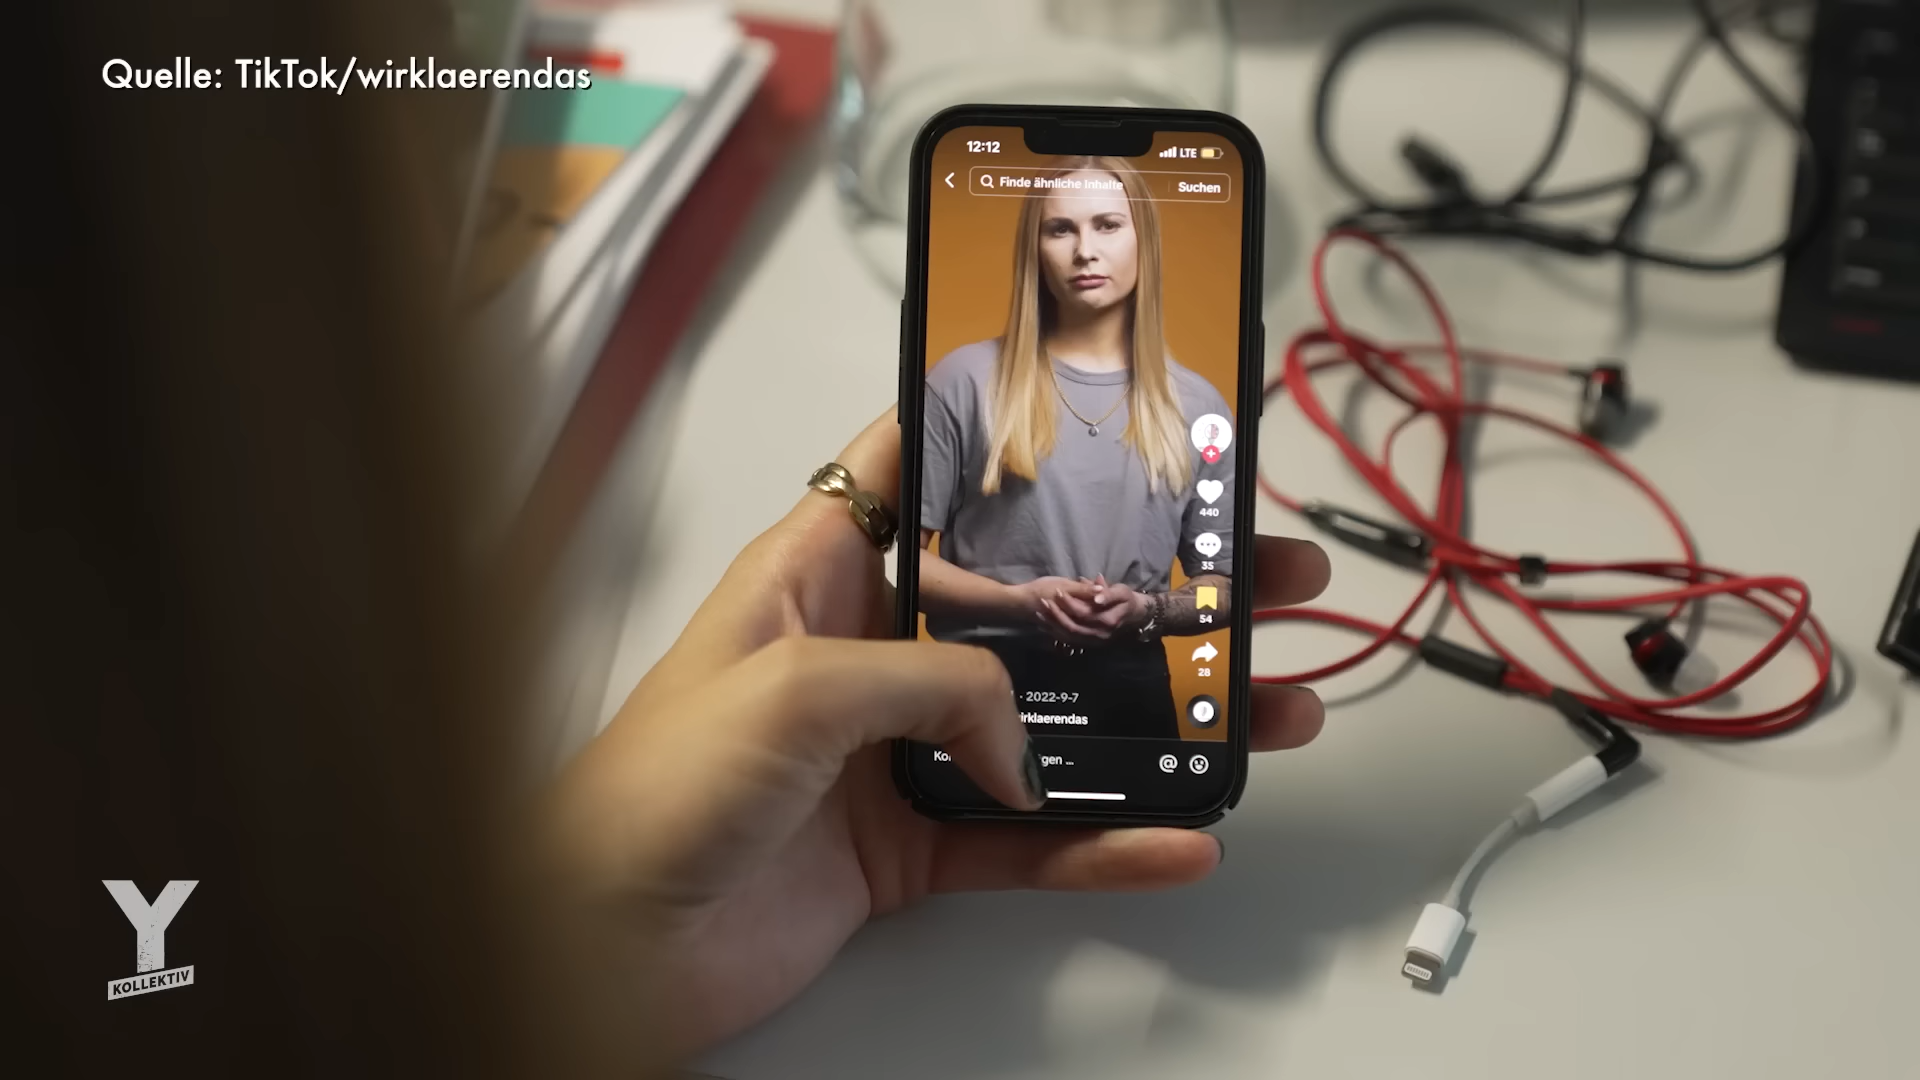 Quelle: TikTok/wirklaerendas
12:12
LTE
Finde ähnliche Inhalte
Suchen
440
35
54
28
· 2022-9-7
irklaerendas
gen ...
@
Y
KOLLEKTIV